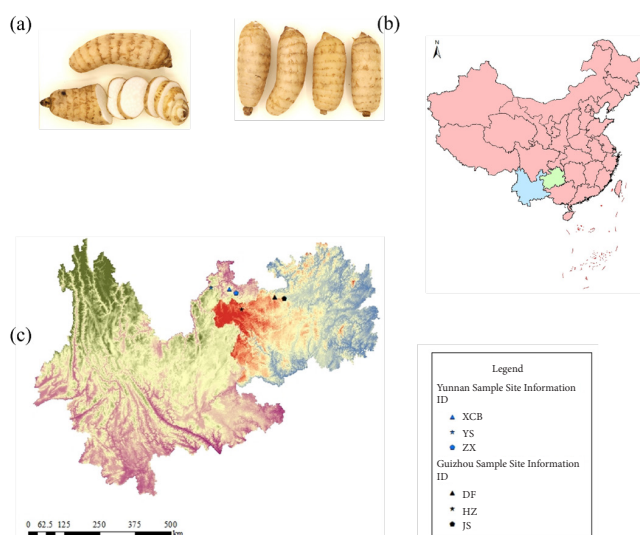 (a)
(b)
N
(c)
Legend
Yunnan Sample Site Information
ID
XCB
YS
ZX
Guizhou Sample Site Information
ID
DF
HZ
JS
0 62.5 125 250 375 500
km